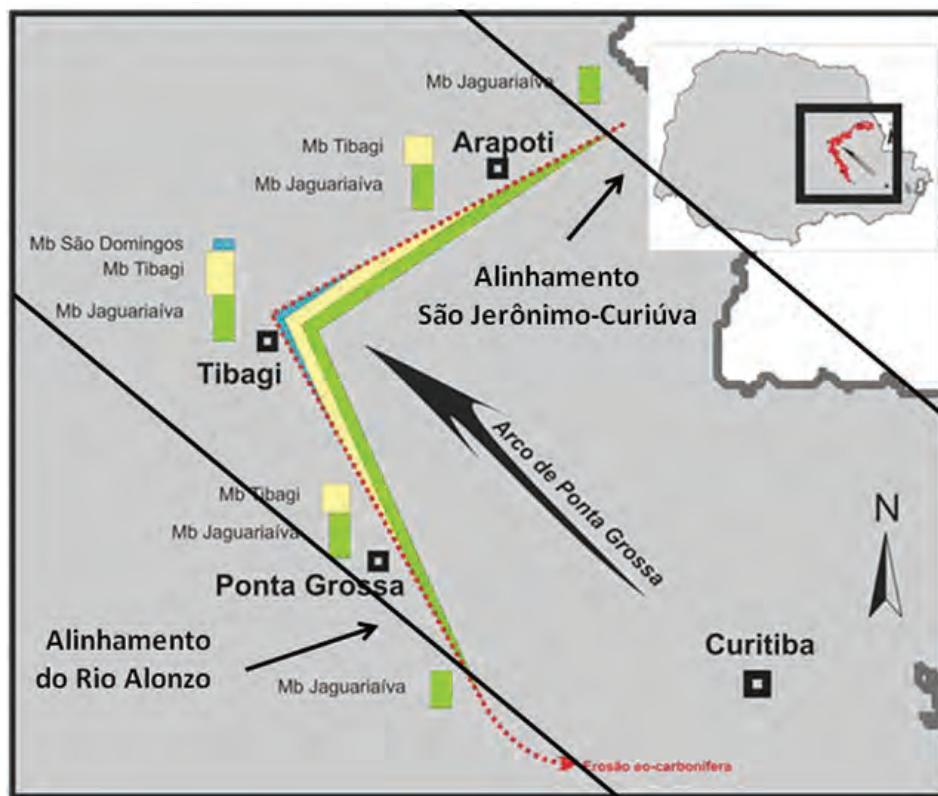 Mb Jaguariaíva
Mb Tibagi
Arapoti
Mb Jaguariaíva
Mb São Domingos
Mb Tibagi
Mb Jaguariaíva
Alinhamento
São Jerônimo-Curiúva
Tibagi
Arco de Ponta Grossa
Mb Tibagi
Mb Jaguariaíva
N
Ponta Grossa
Alinhamento
do Rio Alonzo
Curitiba
Mb Jaguariaíva
Erosão eo-carbonífera